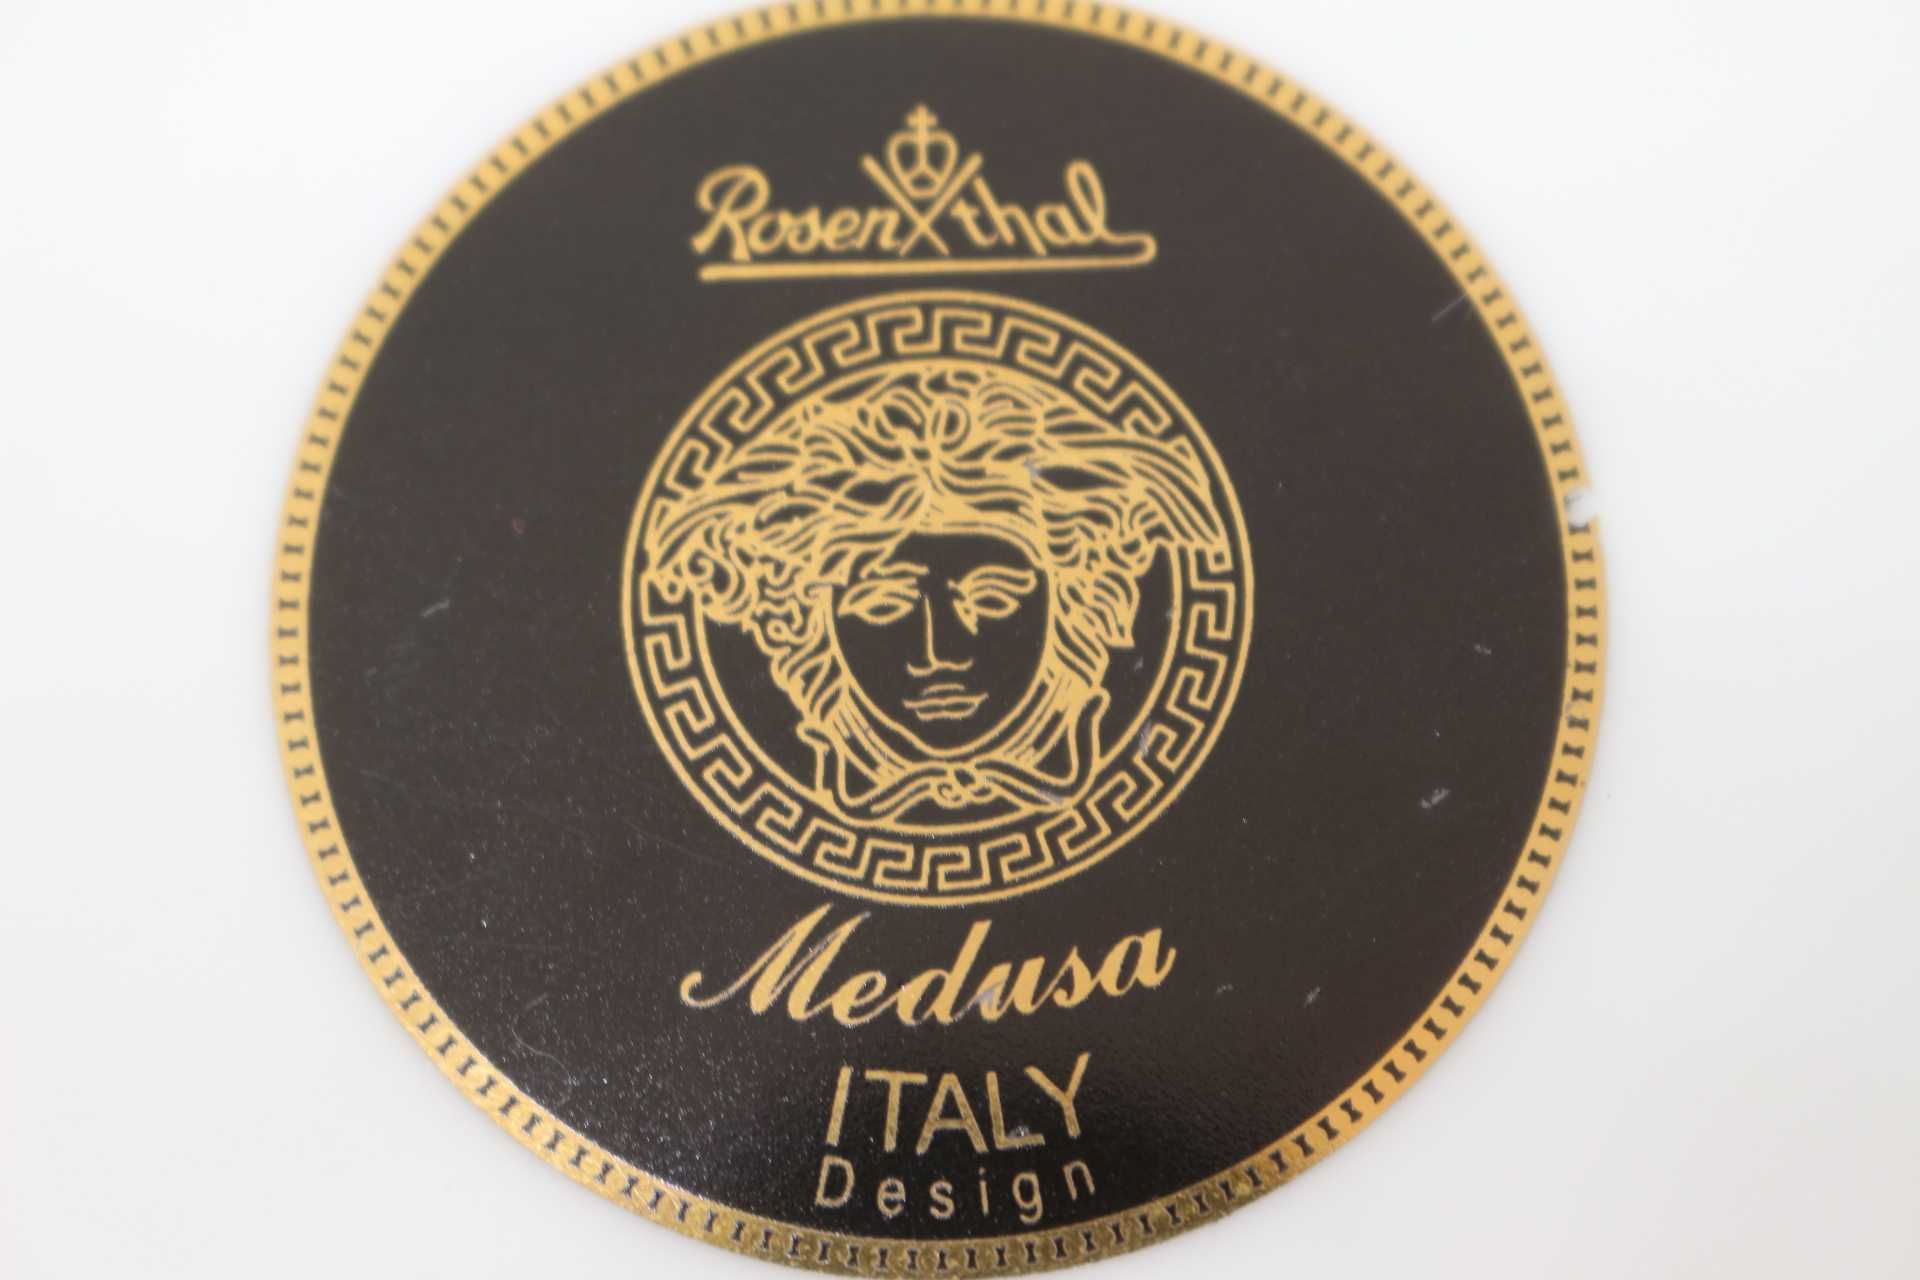 Rosenthal
Medusa
ITALY
Design